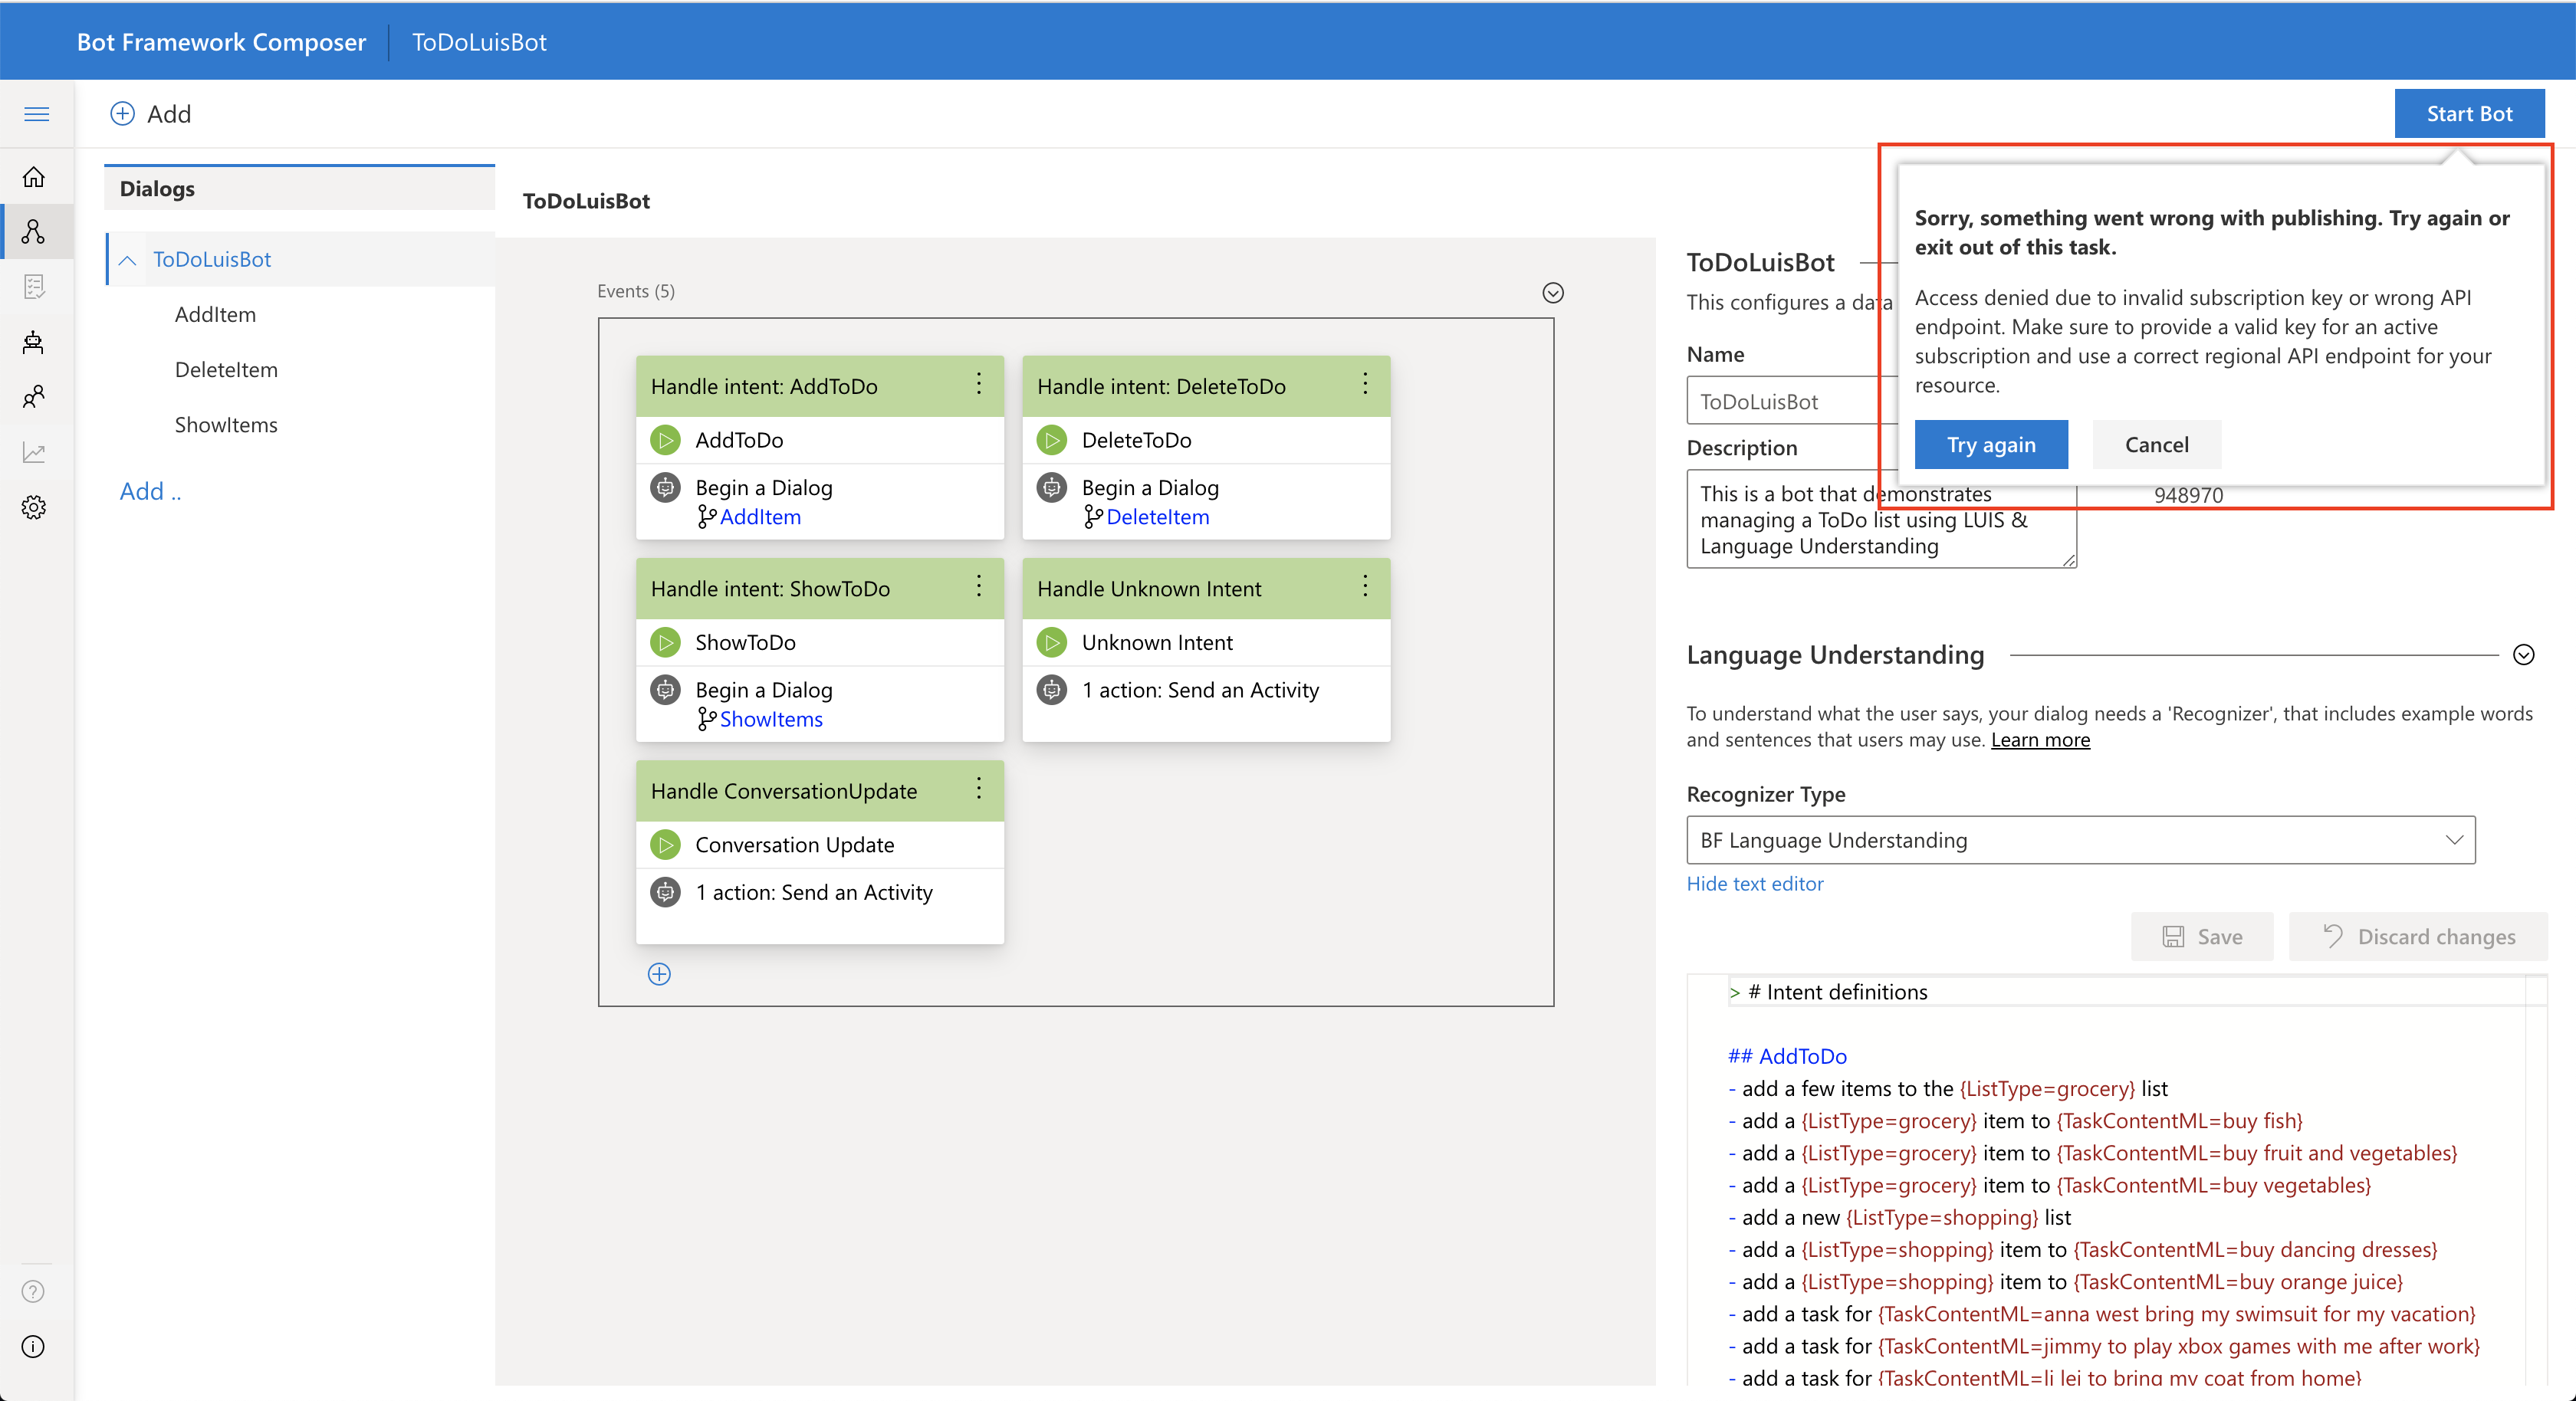 Bot Framework Composer
ToDoLuisBot
Add
Start Bot
Dialogs
ToDoLuisBot
AddItem
DeleteItem
ShowItems
Add ..
ToDoLuisBot
Events (5)
Handle intent: AddToDo
AddToDo
Begin a Dialog
AddItem
Handle intent: DeleteToDo
DeleteToDo
Begin a Dialog
DeleteItem
Handle intent: ShowToDo
ShowToDo
Begin a Dialog
ShowItems
Handle Unknown Intent
Unknown Intent
1 action: Send an Activity
Handle ConversationUpdate
Conversation Update
1 action: Send an Activity
Sorry, something went wrong with publishing. Try again or
exit out of this task.
Access denied due to invalid subscription key or wrong API
endpoint. Make sure to provide a valid key for an active
subscription and use a correct regional API endpoint for your
resource.
Try again
Cancel
ToDoLuisBot
This configures a data
Name
ToDoLuisBot
Description
This is a bot that demonstrates
managing a ToDo list using LUIS &
Language Understanding
948970
Language Understanding
To understand what the user says, your dialog needs a 'Recognizer', that includes example words
and sentences that users may use. Learn more
Recognizer Type
BF Language Understanding
Hide text editor
Save
Discard changes
> # Intent definitions
## AddToDo
- add a few items to the {ListType=grocery} list
- add a {ListType=grocery} item to {TaskContentML=buy fish}
- add a {ListType=grocery} item to {TaskContentML=buy fruit and vegetables}
- add a {ListType=grocery} item to {TaskContentML=buy vegetables}
- add a new {ListType=shopping} list
- add a {ListType=shopping} item to {TaskContentML=buy dancing dresses}
- add a {ListType=shopping} item to {TaskContentML=buy orange juice}
- add a task for {TaskContentML=anna west bring my swimsuit for my vacation}
- add a task for {TaskContentML=jimmy to play xbox games with me after work}
- add a task for {TaskContentML=li lei to bring my coat from home}